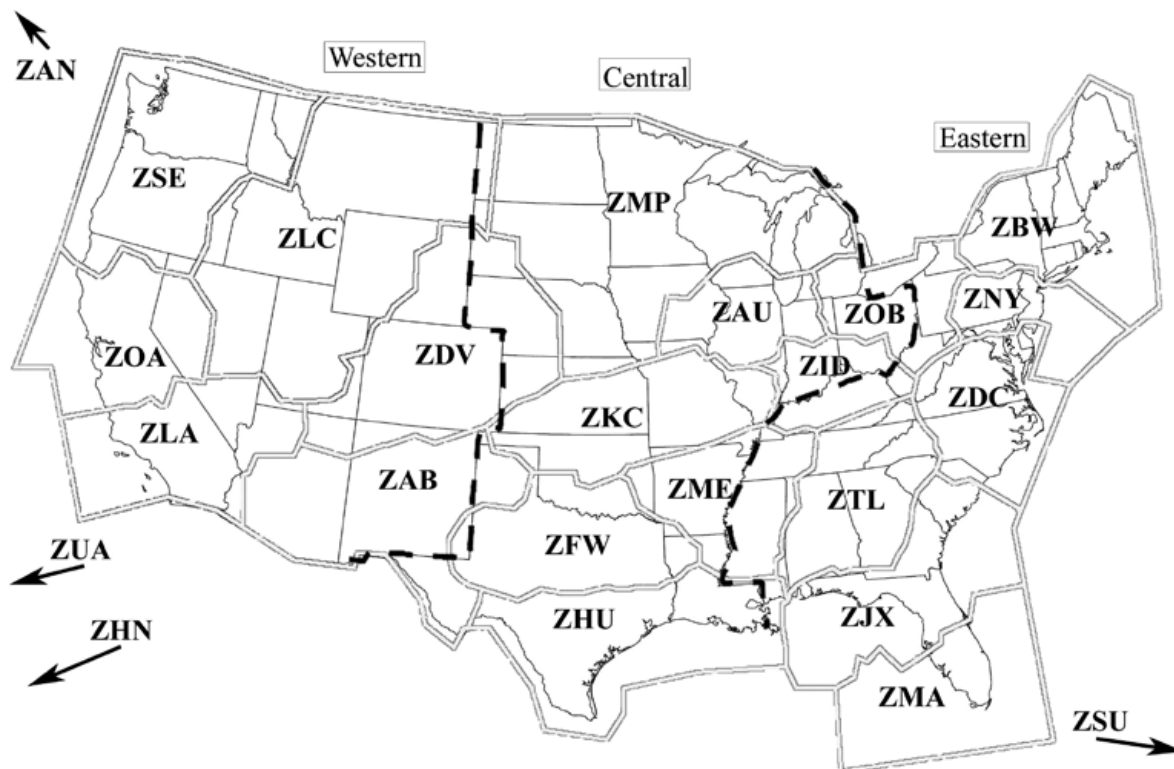 Western
ZAN
Central
Eastern
ZSE
ZMP
ZBW
ZLC
ZNY
ZAU
ZOB
ZOA
ZDV
ZID
ZDC
ZLA
ZKC
ZAB
ZME
ZTL
ZUA
ZFW
ZHN
ZHU
ZJX
ZMA
ZSU